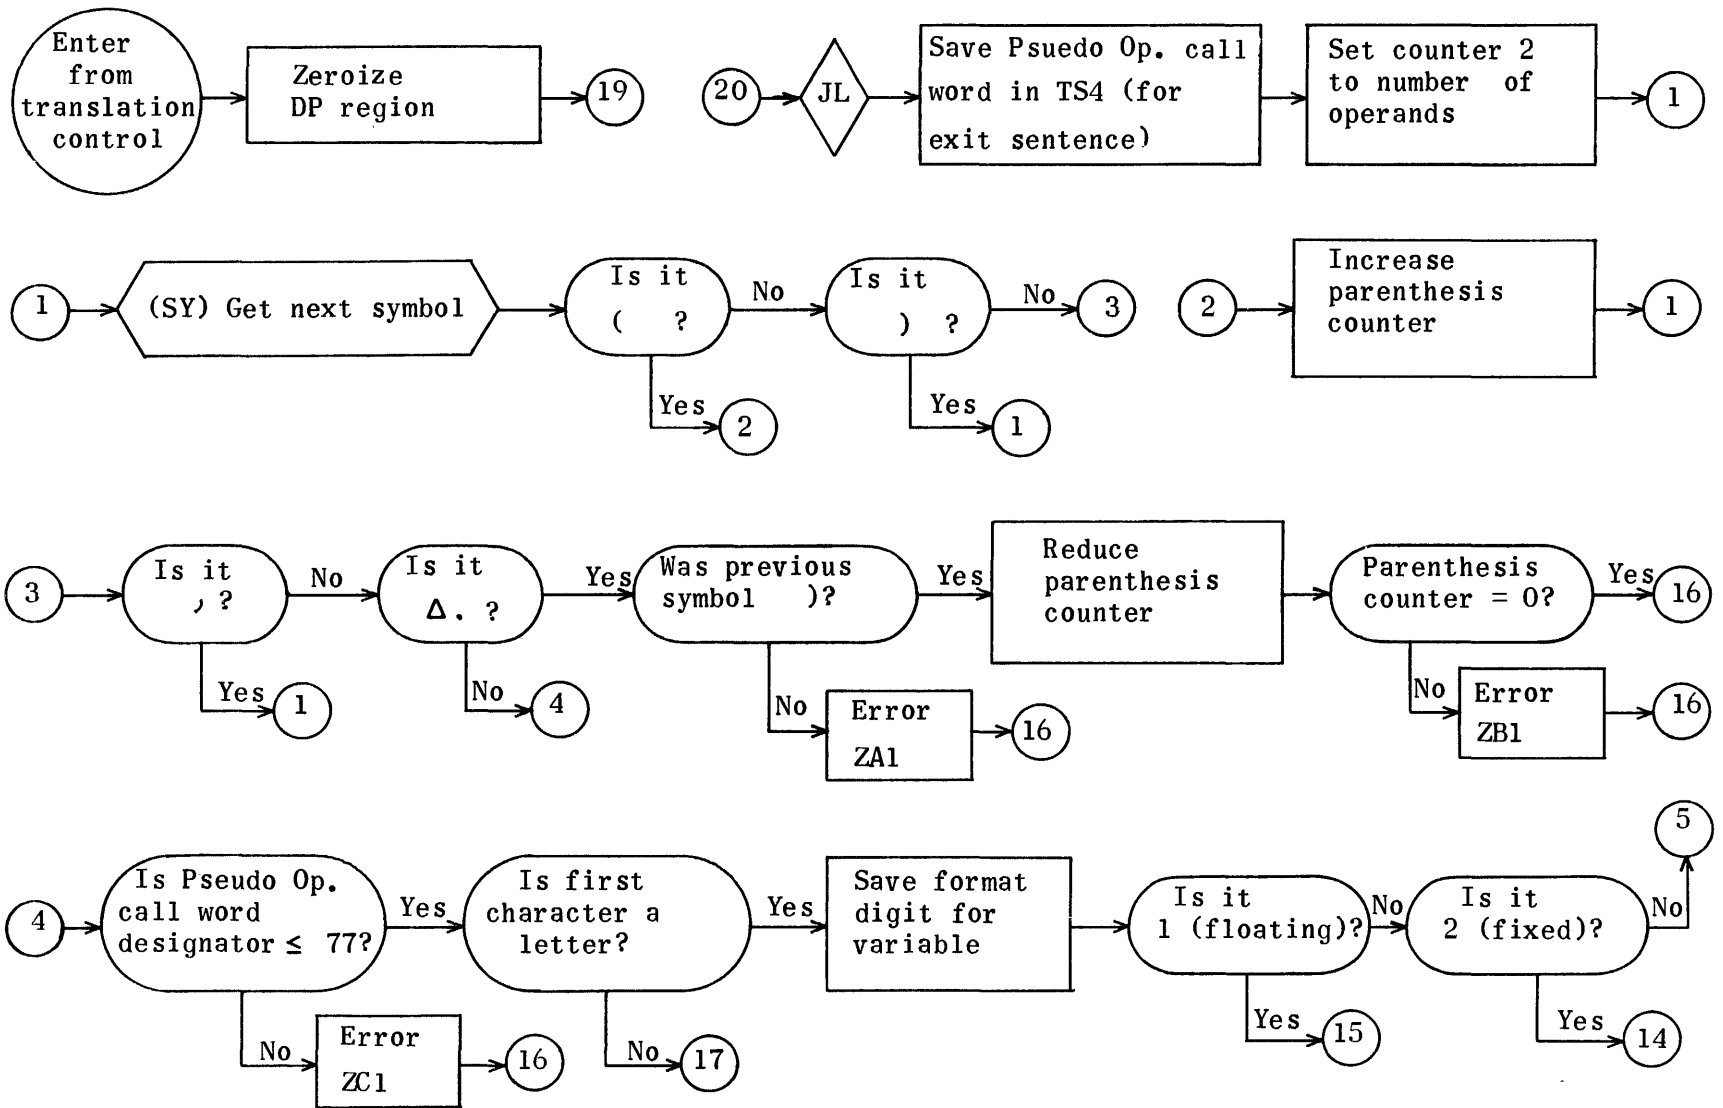 Enter
from
translation
control
Zeroize
DP region
19
20
JL
Save Psuedo Op. call
word in TS4 (for
exit sentence)
Set counter 2
to number of
operands
1
1
(SY) Get next symbol
Is it
( ?
No
Yes
2
Is it
) ?
No
3
Yes
1
2
Increase
parenthesis
counter
1
3
Is it
, ?
No
Yes
1
Is it
Δ. ?
Yes
No
4
Was previous
symbol )?
Yes
No
Error
ZA1
16
Reduce
parenthesis
counter
Parenthesis
counter = 0?
Yes
16
No
Error
ZB1
16
4
Is Pseudo Op.
call word
designator ≤ 77?
Yes
No
Error
ZC1
16
Is first
character a
letter?
Yes
No
17
Save format
digit for
variable
Is it
1 (floating)?
No
Yes
15
Is it
2 (fixed)?
No
5
Yes
14